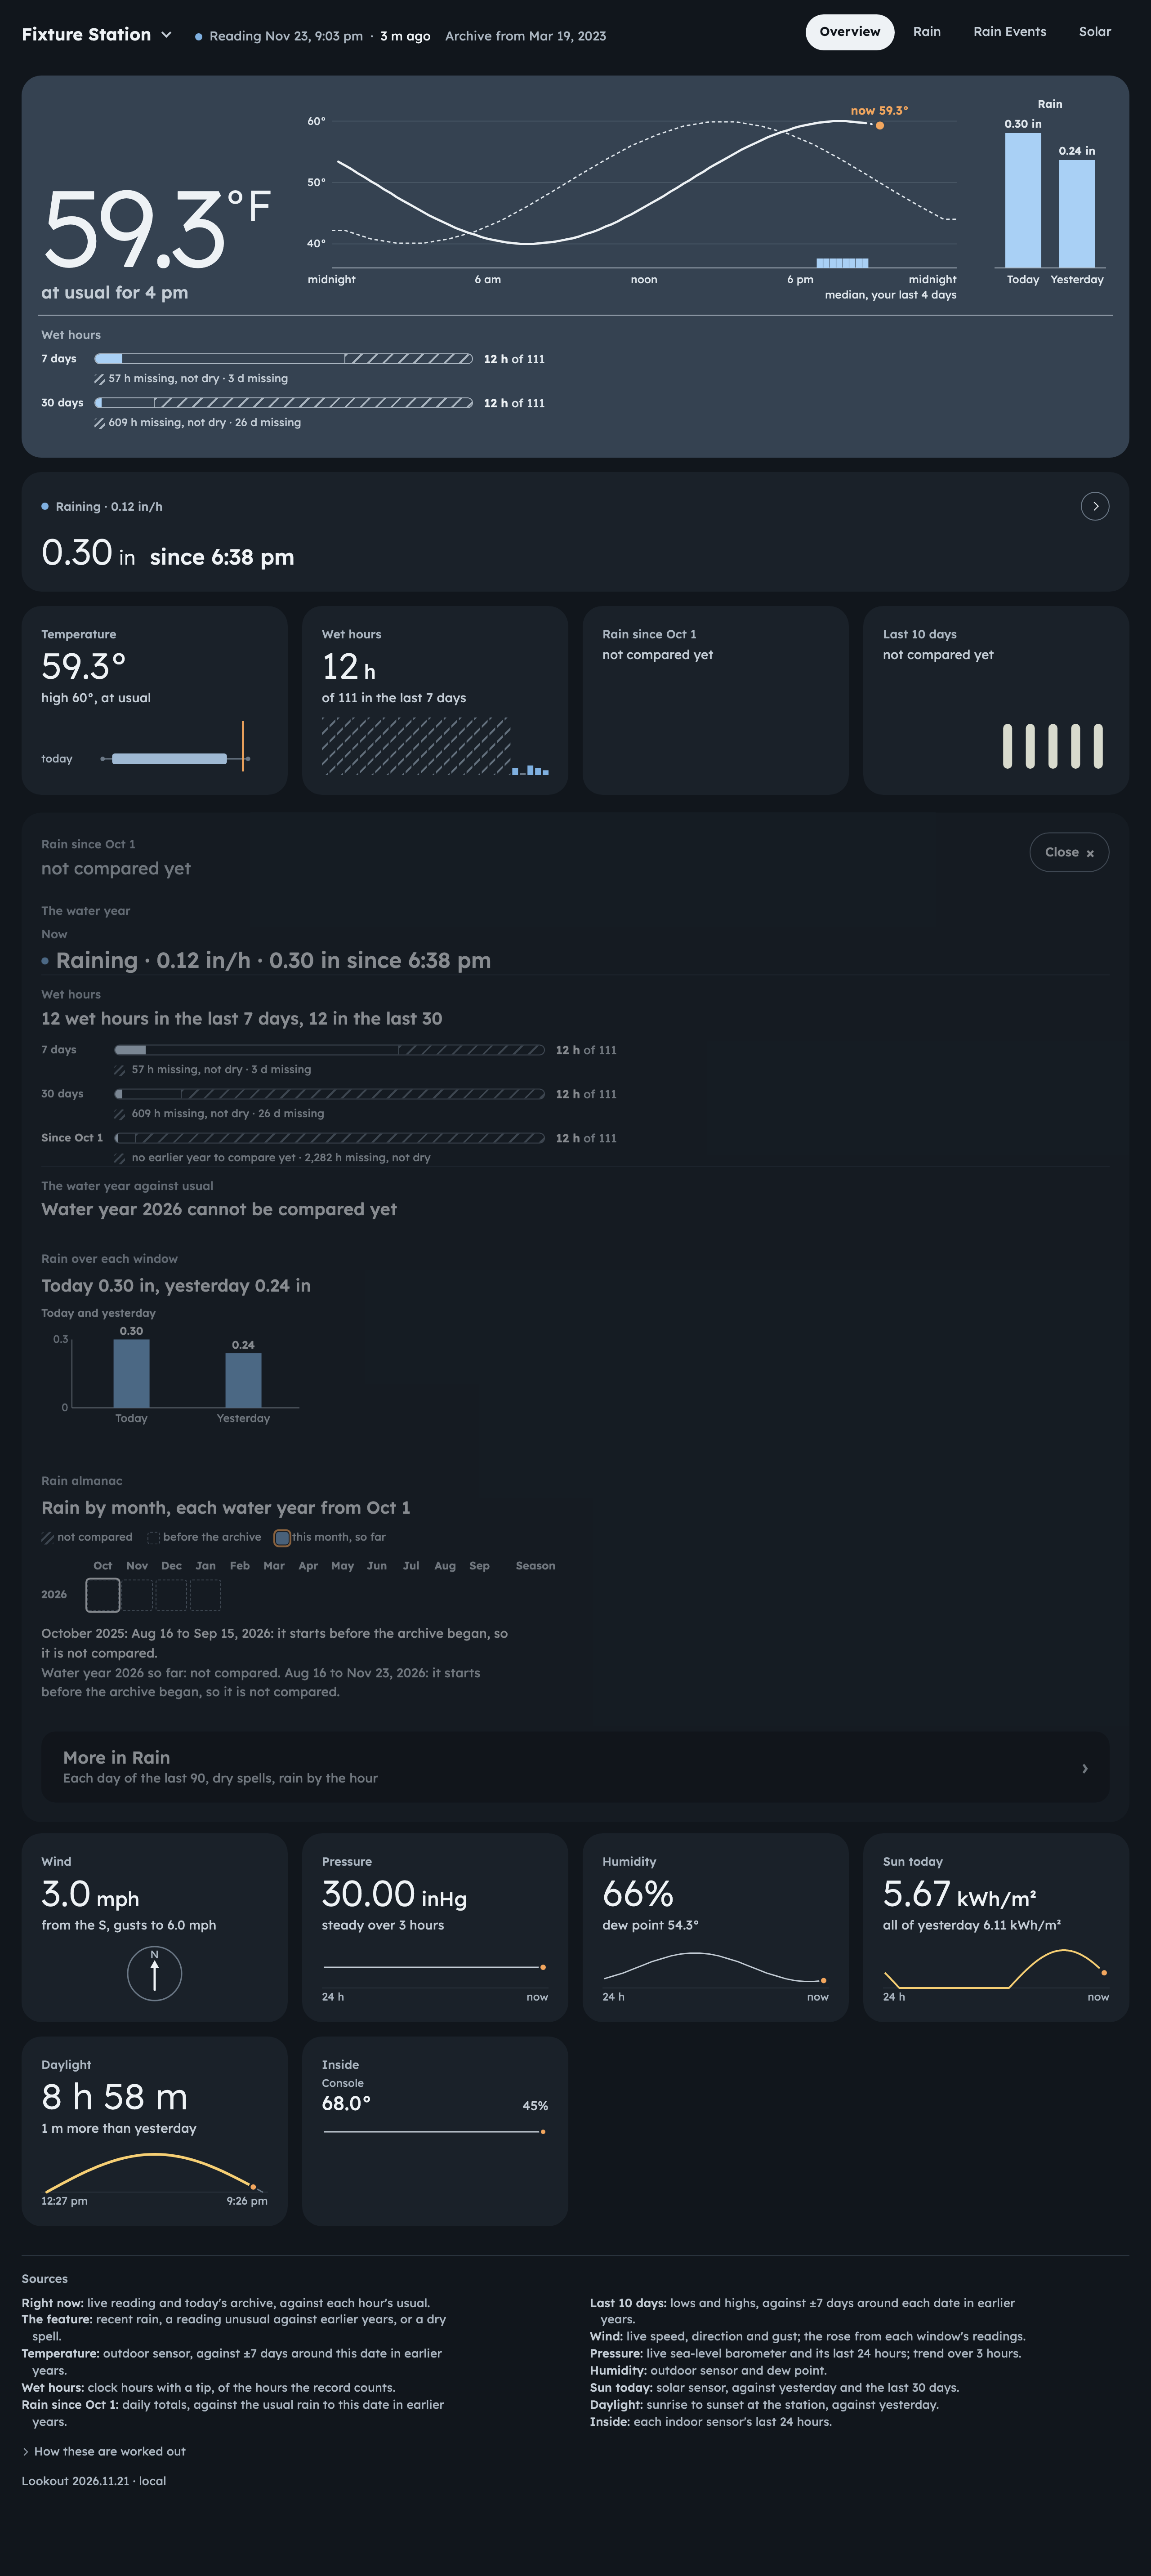 Fixture Station
Reading Nov 23, 9:03 pm · 3 m ago
Archive from Mar 19, 2023
Overview
Rain
Rain Events
Solar
59.3°F
at usual for 4 pm
60°
50°
40°
now 59.3°
midnight
6 am
noon
6 pm
midnight
median, your last 4 days
Rain
0.30 in
0.24 in
Today
Yesterday
Wet hours
7 days
12 h of 111
57 h missing, not dry · 3 d missing
30 days
12 h of 111
609 h missing, not dry · 26 d missing
Raining · 0.12 in/h
0.30 in since 6:38 pm
Temperature
59.3°
high 60°, at usual
today
Wet hours
12 h
of 111 in the last 7 days
Rain since Oct 1
not compared yet
Last 10 days
not compared yet
Rain since Oct 1
not compared yet
Close ×
The water year
Now
Raining · 0.12 in/h · 0.30 in since 6:38 pm
Wet hours
12 wet hours in the last 7 days, 12 in the last 30
7 days
12 h of 111
57 h missing, not dry · 3 d missing
30 days
12 h of 111
609 h missing, not dry · 26 d missing
Since Oct 1
12 h of 111
no earlier year to compare yet · 2,282 h missing, not dry
The water year against usual
Water year 2026 cannot be compared yet
Rain over each window
Today 0.30 in, yesterday 0.24 in
Today and yesterday
0.3
0
0.30
0.24
Today
Yesterday
Rain almanac
Rain by month, each water year from Oct 1
not compared
before the archive
this month, so far
Oct Nov Dec Jan Feb Mar Apr May Jun Jul Aug Sep Season
2026
October 2025: Aug 16 to Sep 15, 2026: it starts before the archive began, so
it is not compared.
Water year 2026 so far: not compared. Aug 16 to Nov 23, 2026: it starts
before the archive began, so it is not compared.
More in Rain
Each day of the last 90, dry spells, rain by the hour
Wind
3.0 mph
from the S, gusts to 6.0 mph
N
Pressure
30.00 inHg
steady over 3 hours
24 h
now
Humidity
66%
dew point 54.3°
24 h
now
Sun today
5.67 kWh/m²
all of yesterday 6.11 kWh/m²
24 h
now
Daylight
8 h 58 m
1 m more than yesterday
12:27 pm
9:26 pm
Inside
Console
68.0°
45%
Sources
Right now: live reading and today's archive, against each hour's usual.
The feature: recent rain, a reading unusual against earlier years, or a dry
spell.
Temperature: outdoor sensor, against ±7 days around this date in earlier
years.
Wet hours: clock hours with a tip, of the hours the record counts.
Rain since Oct 1: daily totals, against the usual rain to this date in earlier
years.
Last 10 days: lows and highs, against ±7 days around each date in earlier
years.
Wind: live speed, direction and gust; the rose from each window's readings.
Pressure: live sea-level barometer and its last 24 hours; trend over 3 hours.
Humidity: outdoor sensor and dew point.
Sun today: solar sensor, against yesterday and the last 30 days.
Daylight: sunrise to sunset at the station, against yesterday.
Inside: each indoor sensor's last 24 hours.
How these are worked out
Lookout 2026.11.21 · local